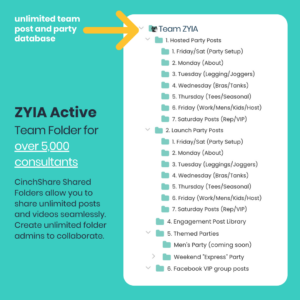 unlimited team
post and party
database
Team ZYIA
1. Hosted Party Posts
1. Friday/Sat (Party Setup)
2. Monday (About)
3. Tuesday (Legging/Joggers)
4. Wednesday (Bras/Tanks)
5. Thursday (Tees/Seasonal)
6. Friday (Work/Mens/Kids/Host)
7. Saturday Posts (Rep/VIP)
2. Launch Party Posts
1. Friday/Sat (Party Setup)
2. Monday (About)
3. Tuesday (Leggings/Joggers)
4. Wednesday (Bras/Tanks)
5. Thursday (Tees/Seasonal)
6. Friday (Work/Mens/Kids/Host)
7. Saturday Posts (Rep/VIP)
4. Engagement Post Library
5. Themed Parties
Men's Party (coming soon)
Weekend "Express" Party
6. Facebook VIP group posts
ZYIA Active
Team Folder for
over 5,000
consultants
CinchShare Shared
Folders allow you to
share unlimited posts
and videos seamlessly.
Create unlimited folder
admins to collaborate.